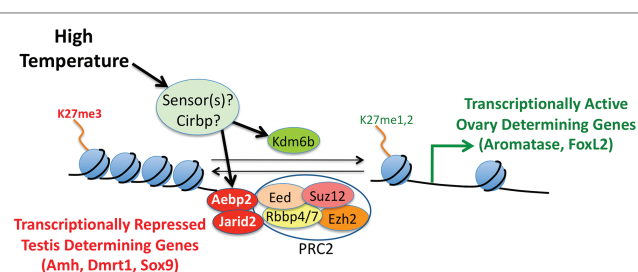 High
Temperature
Sensor(s)?
Cirbp?
K27me3
Kdm6b
K27me1,2
Transcriptionally Active
Ovary Determining Genes
(Aromatase, FoxL2)
Aebp2
Jarid2
Eed
Suz12
Rbbp4/7
Ezh2
PRC2
Transcriptionally Repressed
Testis Determining Genes
(Amh, Dmrt1, Sox9)